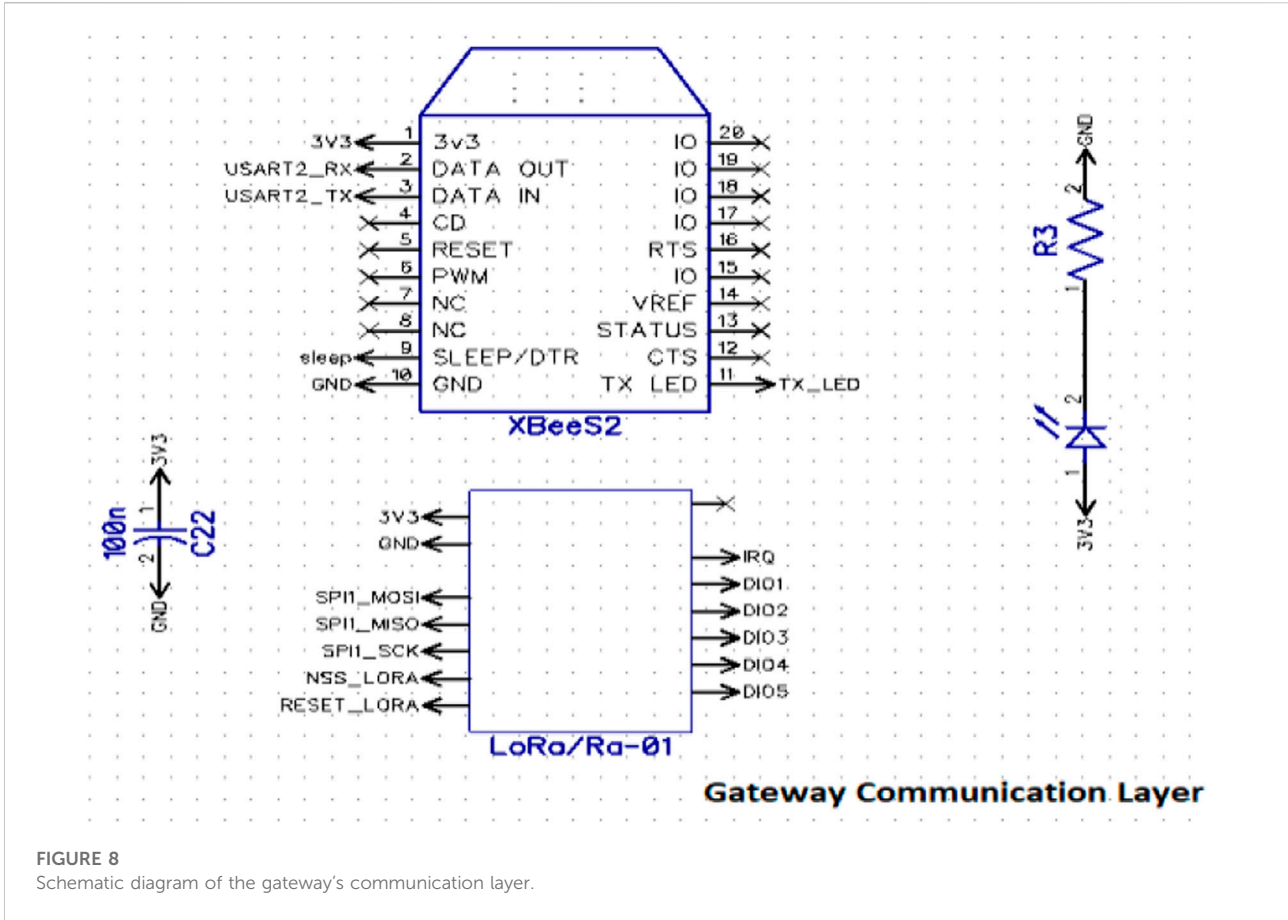 1 3V3 3v3
USART2_RX 2 DATA OUT
USART2_TX 3 DATA IN
4 CD
5 RESET
6 PWM
7 NC
8 NC
sleep 9 SLEEP/DTR
GND 10 GND
IO 20
IO 19
IO 18
IO 17
RTS 16
IO 15
VREF 14
STATUS 13
CTS 12
TX LED 11 TX_LED
XBeeS2
GND
2
R3
1
2
1
3V3
3V3
1
100n
C22
2
GND
3V3
GND
SPI1_MOSI
SPI1_MISO
SPI1_SCK
NSS_LORA
RESET_LORA
IRQ
DIO1
DIO2
DIO3
DIO4
DIO5
LoRa/Ra-01
Gateway Communication Layer
FIGURE 8
Schematic diagram of the gateway's communication layer.